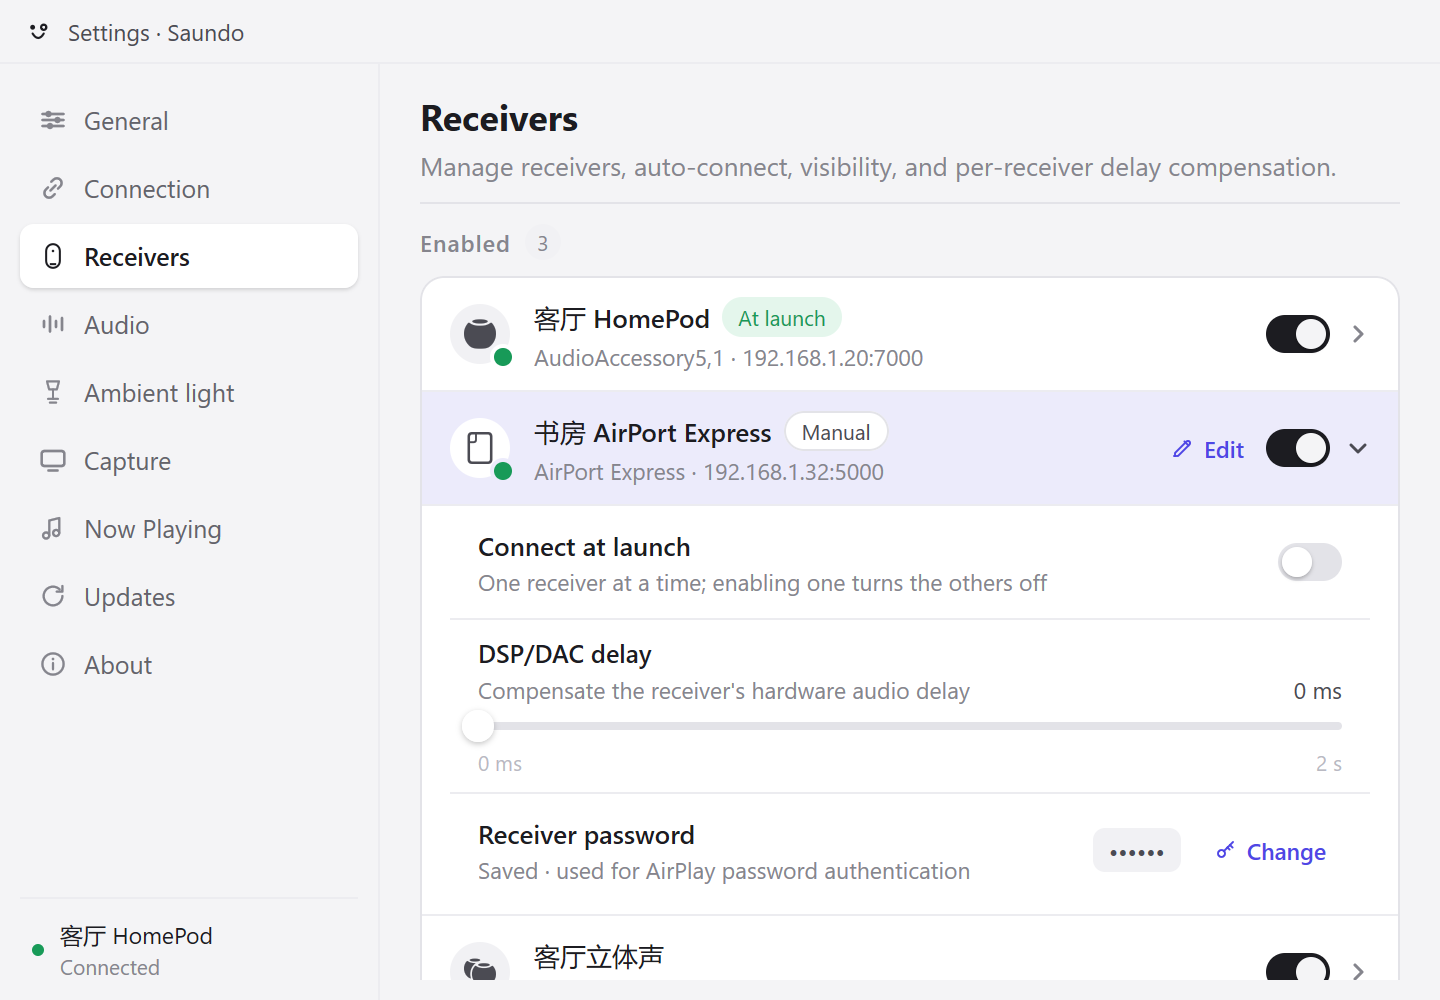 Settings · Saundo
General
Connection
Receivers
Audio
Ambient light
Capture
Now Playing
Updates
About
客厅 HomePod
Connected
Receivers
Manage receivers, auto-connect, visibility, and per-receiver delay compensation.
Enabled 3
客厅 HomePod At launch
AudioAccessory5,1 · 192.168.1.20:7000
书房 AirPort Express Manual
AirPort Express · 192.168.1.32:5000
Edit
Connect at launch
One receiver at a time; enabling one turns the others off
DSP/DAC delay
Compensate the receiver's hardware audio delay 0 ms
0 ms 2 s
Receiver password
Saved · used for AirPlay password authentication
•••••• Change
客厅立体声